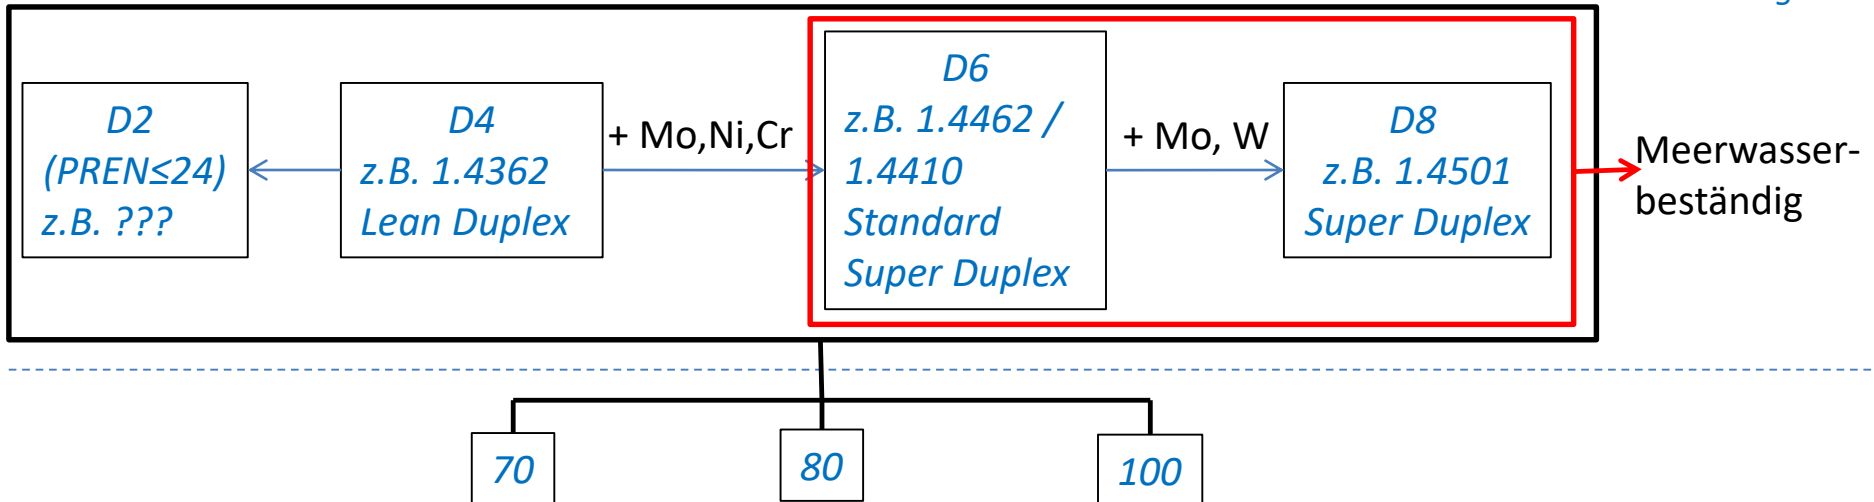 D2
(PREN≤24)
z.B. ???
D4
z.B. 1.4362
Lean Duplex
+ Mo,Ni,Cr
D6
z.B. 1.4462 /
1.4410
Standard
Super Duplex
+ Mo, W
D8
z.B. 1.4501
Super Duplex
Meerwasser-
beständig
70
80
100